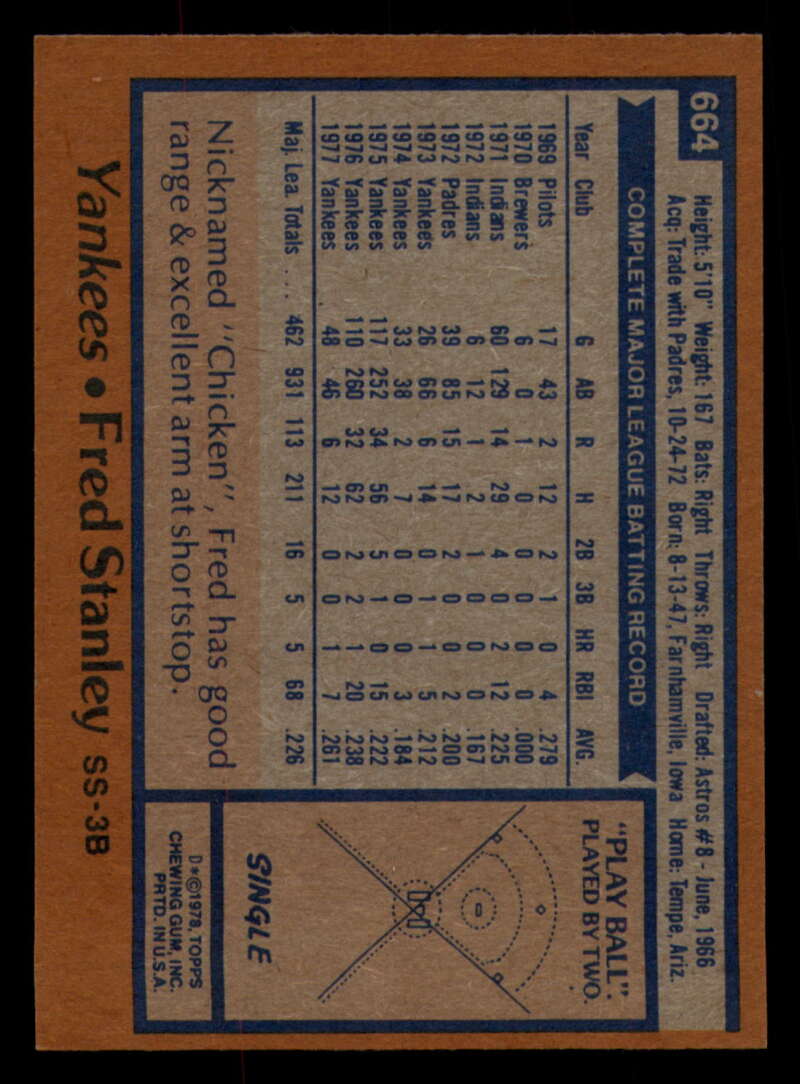 664
Height: 5'10" Weight: 167 Bats: Right Throws: Right Drafted: Astros #8 - June, 1966
Acq: Trade with Padres, 10-24-72 Born: 8-13-47, Farnhamville, Iowa Home: Tempe, Ariz.
COMPLETE MAJOR LEAGUE BATTING RECORD
Year Club G AB R H 2B 3B HR RBI AVG.
1969 Pilots 17 43 2 12 2 1 0 4 .279
1970 Brewers 6 0 1 0 0 0 0 0 .000
1971 Indians 60 129 14 29 4 0 2 12 .225
1972 Indians 6 12 1 2 1 0 0 0 .167
1972 Padres 39 85 15 17 2 0 0 2 .200
1973 Yankees 26 66 6 14 0 1 1 5 .212
1974 Yankees 33 38 2 7 0 0 0 3 .184
1975 Yankees 117 252 34 56 5 1 0 15 .222
1976 Yankees 110 260 32 62 2 2 1 20 .238
1977 Yankees 48 46 6 12 0 0 1 7 .261
Maj. Lea. Totals . . . 462 931 113 211 16 5 5 68 .226
Nicknamed "Chicken", Fred has good
range & excellent arm at shortstop.
"PLAY BALL".
PLAYED BY TWO.
SINGLE
D*©1978, TOPPS
CHEWING GUM, INC.
PRTD. IN U.S.A.
Yankees • Fred Stanley SS-3B